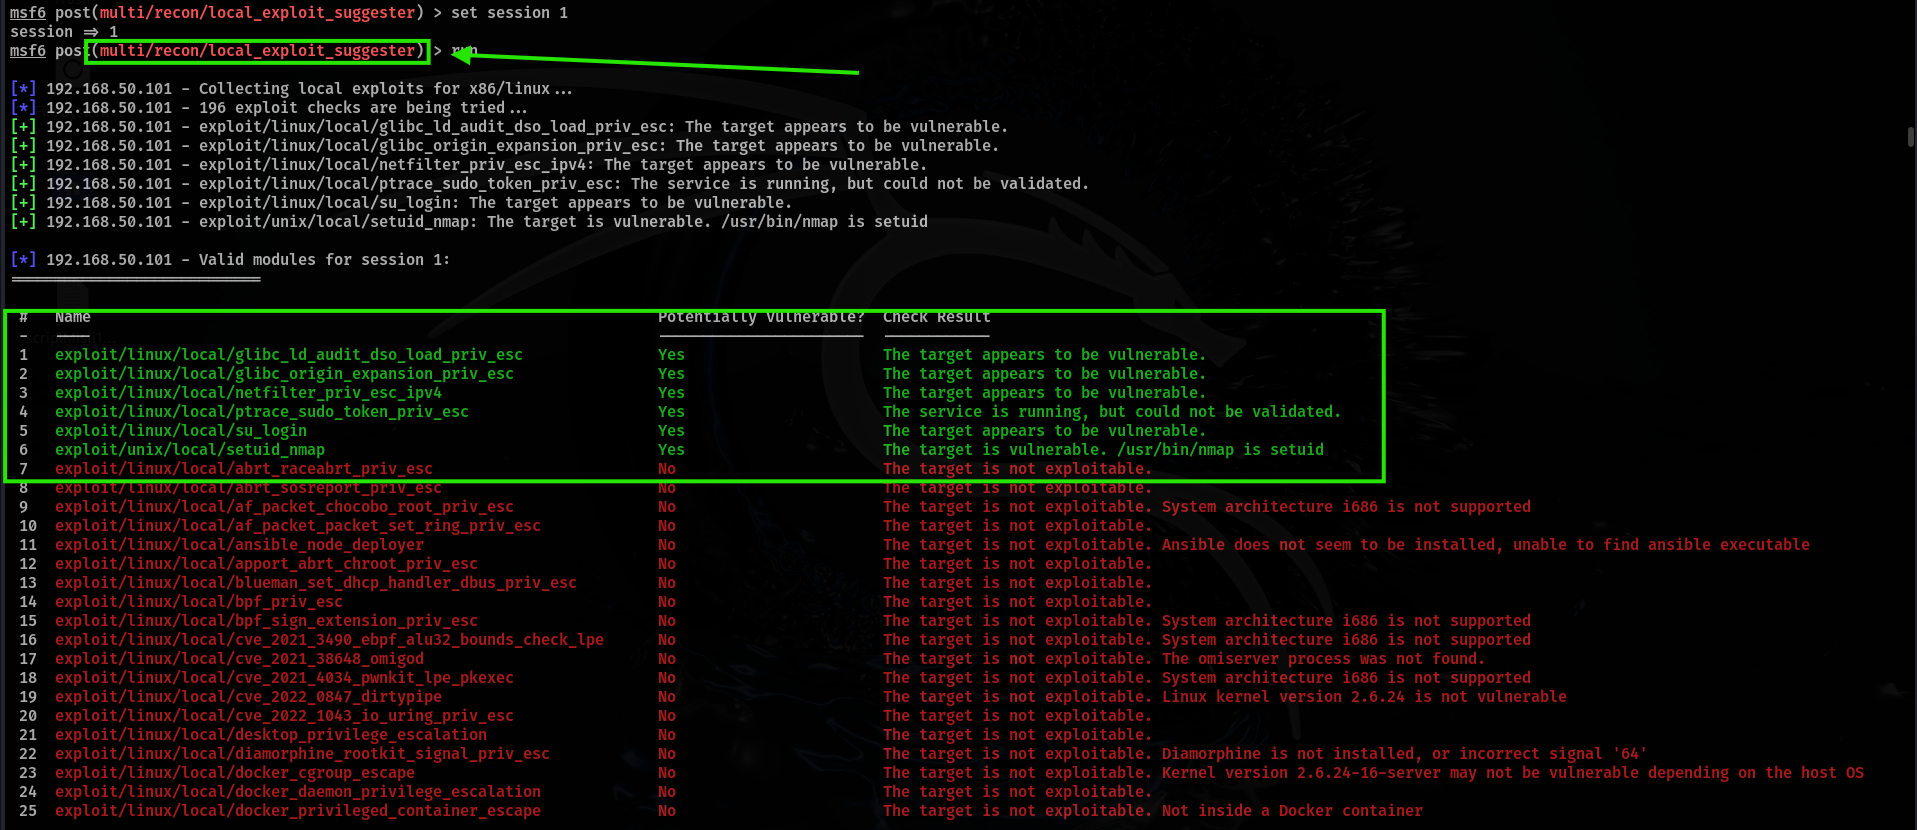 msf6 post(multi/recon/local_exploit_suggester) > set session 1
session => 1
msf6 post(multi/recon/local_exploit_suggester) > run
[*] 192.168.50.101 - Collecting local exploits for x86/linux...
[*] 192.168.50.101 - 196 exploit checks are being tried...
[+] 192.168.50.101 - exploit/linux/local/glibc_ld_audit_dso_load_priv_esc: The target appears to be vulnerable.
[+] 192.168.50.101 - exploit/linux/local/glibc_origin_expansion_priv_esc: The target appears to be vulnerable.
[+] 192.168.50.101 - exploit/linux/local/netfilter_priv_esc_ipv4: The target appears to be vulnerable.
[+] 192.168.50.101 - exploit/linux/local/ptrace_sudo_token_priv_esc: The service is running, but could not be validated.
[+] 192.168.50.101 - exploit/linux/local/su_login: The target appears to be vulnerable.
[+] 192.168.50.101 - exploit/unix/local/setuid_nmap: The target is vulnerable. /usr/bin/nmap is setuid
[*] 192.168.50.101 - Valid modules for session 1:
============================
# Name Potentially Vulnerable? Check Result
- ---- ----------------------- ------------
1 exploit/linux/local/glibc_ld_audit_dso_load_priv_esc Yes The target appears to be vulnerable.
2 exploit/linux/local/glibc_origin_expansion_priv_esc Yes The target appears to be vulnerable.
3 exploit/linux/local/netfilter_priv_esc_ipv4 Yes The target appears to be vulnerable.
4 exploit/linux/local/ptrace_sudo_token_priv_esc Yes The service is running, but could not be validated.
5 exploit/linux/local/su_login Yes The target appears to be vulnerable.
6 exploit/unix/local/setuid_nmap Yes The target is vulnerable. /usr/bin/nmap is setuid
7 exploit/linux/local/abrt_raceabrt_priv_esc No The target is not exploitable.
8 exploit/linux/local/abrt_sosreport_priv_esc No The target is not exploitable.
9 exploit/linux/local/af_packet_chocobo_root_priv_esc No The target is not exploitable. System architecture i686 is not supported
10 exploit/linux/local/af_packet_packet_set_ring_priv_esc No The target is not exploitable.
11 exploit/linux/local/ansible_node_deployer No The target is not exploitable. Ansible does not seem to be installed, unable to find ansible executable
12 exploit/linux/local/apport_abrt_chroot_priv_esc No The target is not exploitable.
13 exploit/linux/local/blueman_set_dhcp_handler_dbus_priv_esc No The target is not exploitable.
14 exploit/linux/local/bpf_priv_esc No The target is not exploitable.
15 exploit/linux/local/bpf_sign_extension_priv_esc No The target is not exploitable. System architecture i686 is not supported
16 exploit/linux/local/cve_2021_3490_ebpf_alu32_bounds_check_lpe No The target is not exploitable. System architecture i686 is not supported
17 exploit/linux/local/cve_2021_38648_omigod No The target is not exploitable. The omiserver process was not found.
18 exploit/linux/local/cve_2021_4034_pwnkit_lpe_pkexec No The target is not exploitable. System architecture i686 is not supported
19 exploit/linux/local/cve_2022_0847_dirtypipe No The target is not exploitable. Linux kernel version 2.6.24 is not vulnerable
20 exploit/linux/local/cve_2022_1043_io_uring_priv_esc No The target is not exploitable.
21 exploit/linux/local/desktop_privilege_escalation No The target is not exploitable.
22 exploit/linux/local/diamorphine_rootkit_signal_priv_esc No The target is not exploitable. Diamorphine is not installed, or incorrect signal '64'
23 exploit/linux/local/docker_cgroup_escape No The target is not exploitable. Kernel version 2.6.24-16-server may not be vulnerable depending on the host OS
24 exploit/linux/local/docker_daemon_privilege_escalation No The target is not exploitable.
25 exploit/linux/local/docker_privileged_container_escape No The target is not exploitable. Not inside a Docker container